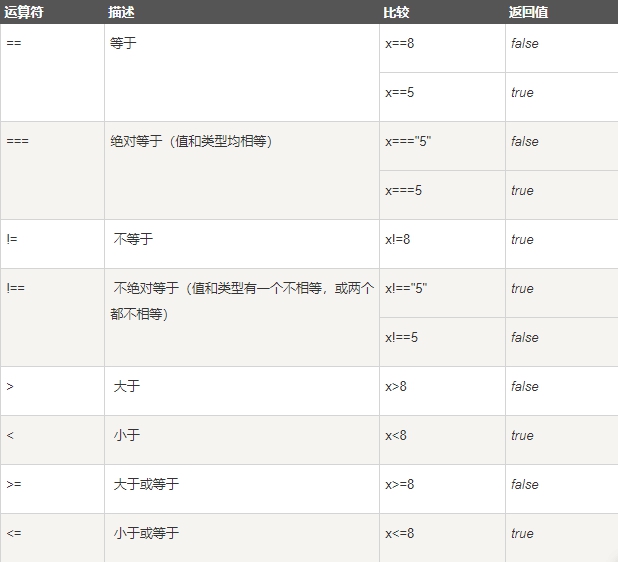 运算符 描述 比较 返回值
== 等于 x==8 false
x==5 true
=== 绝对等于（值和类型均相等） x==="5" false
x===5 true
!= 不等于 x!=8 true
!== 不绝对等于（值和类型有一个不相等，或两个 x!=="5" true
都不相等） x!==5 false
> 大于 x>8 false
< 小于 x<8 true
>= 大于或等于 x>=8 false
<= 小于或等于 x<=8 true